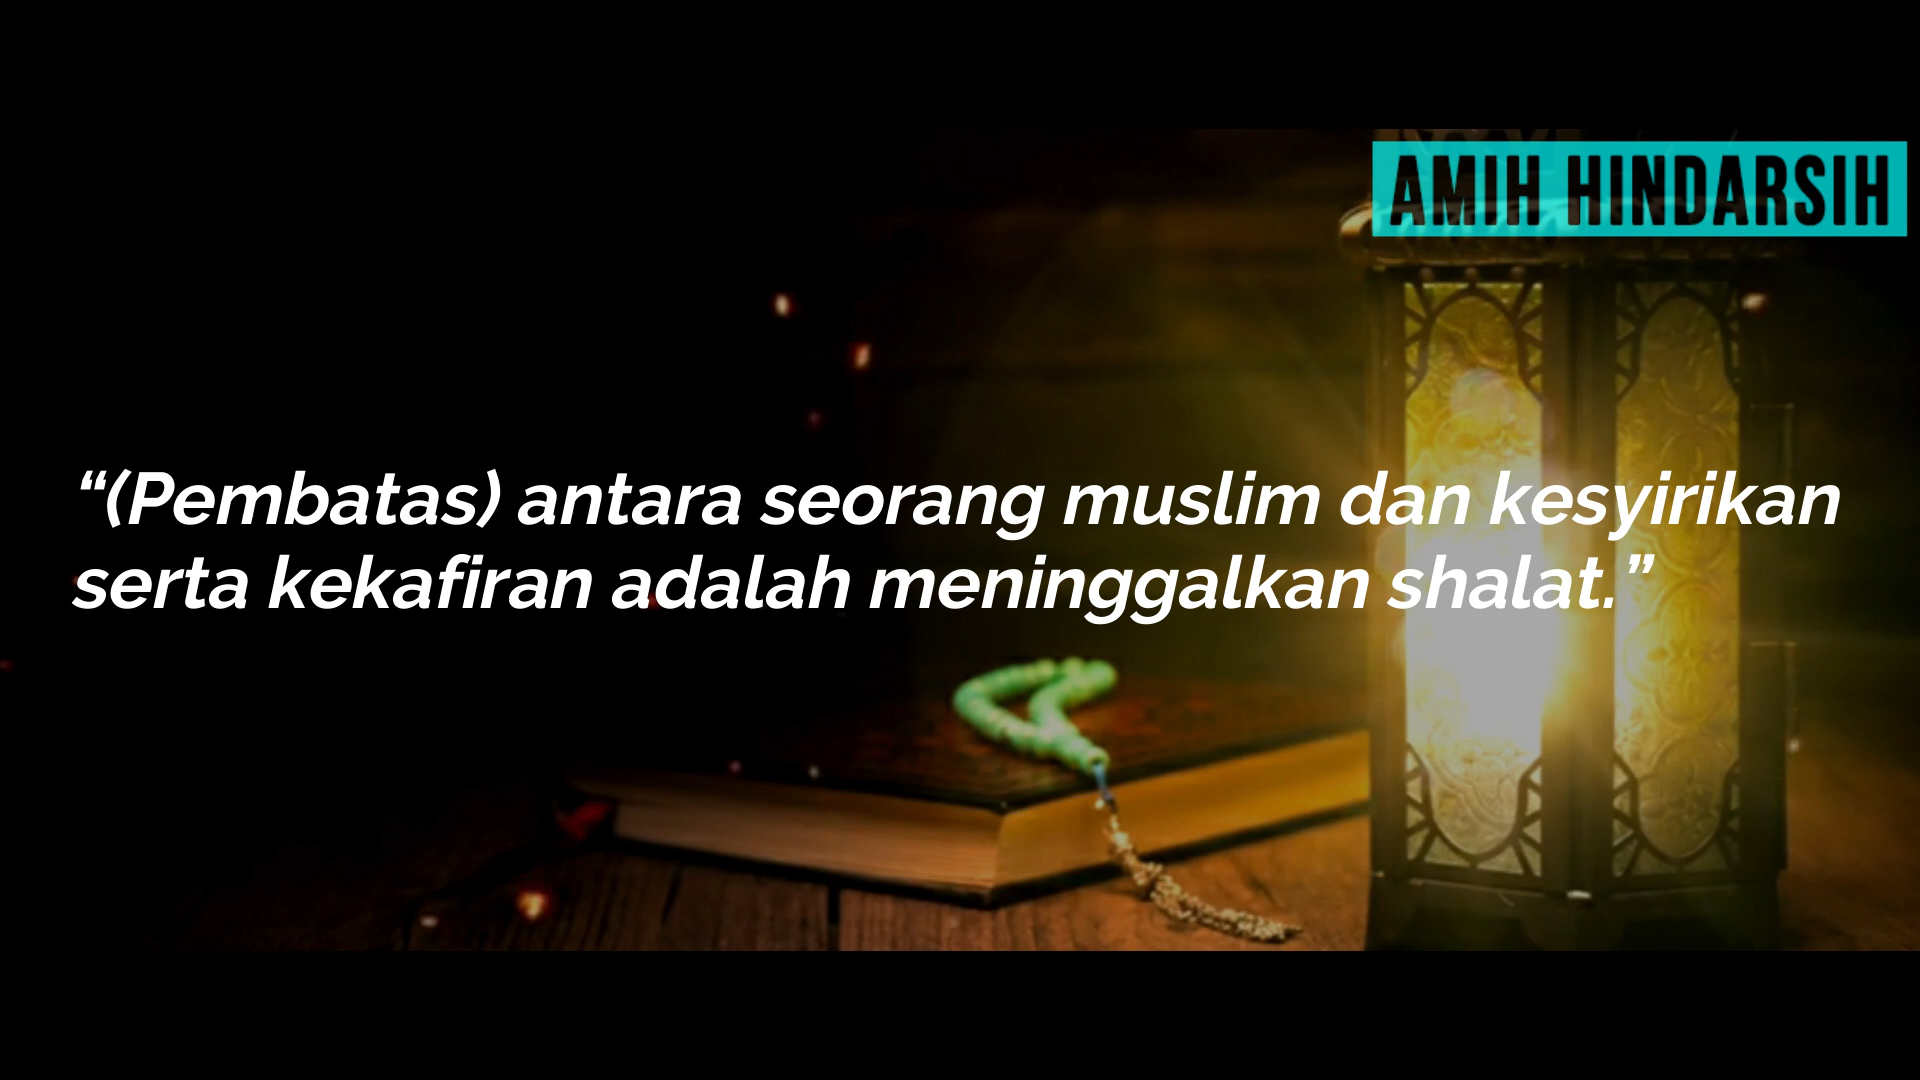 AMIH HINDARSIH
“(Pembatas) antara seorang muslim dan kesyirikan
serta kekafiran adalah meninggalkan shalat.”